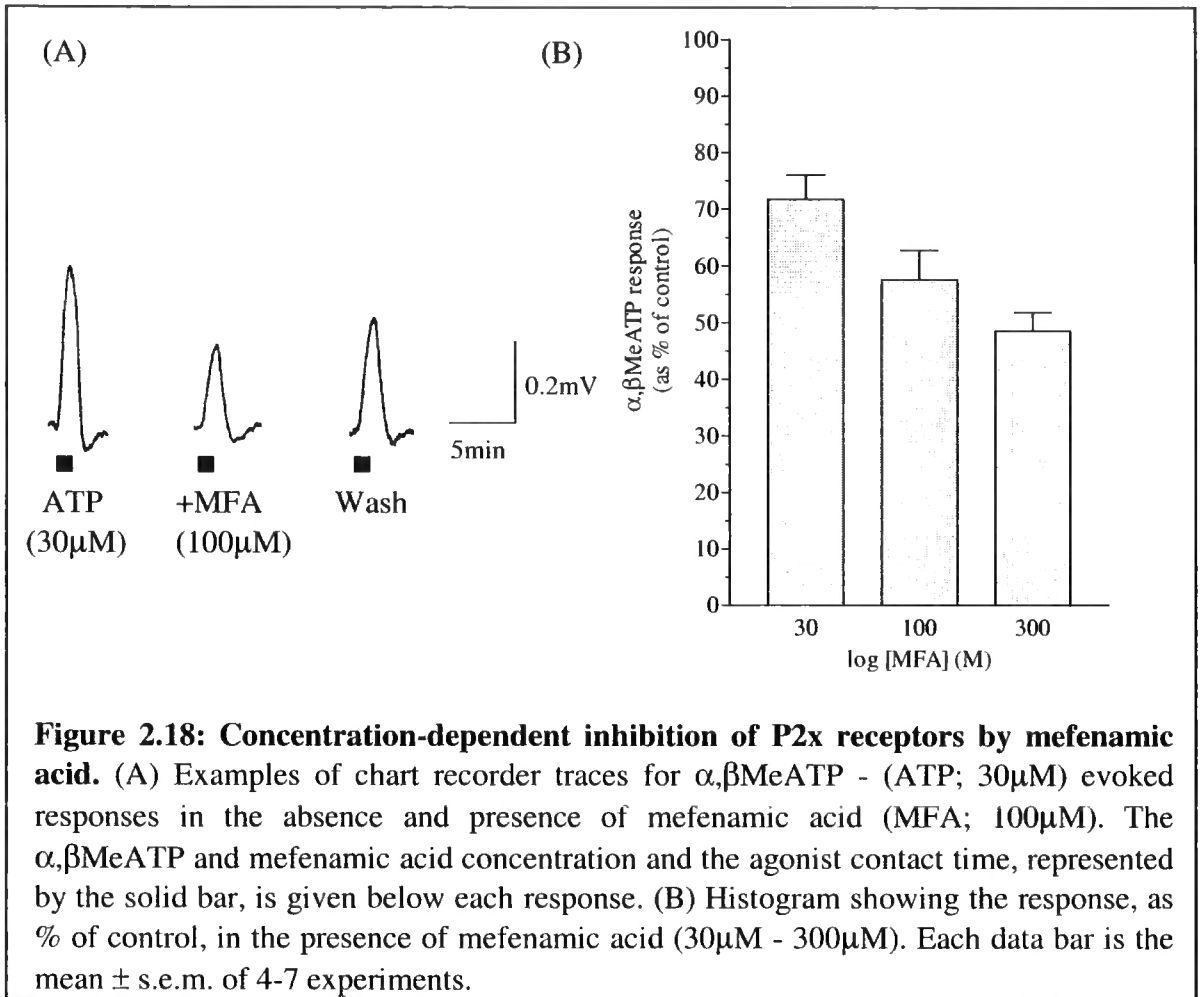 (A)
ATP
(30µM)
+MFA
(100µM)
Wash
0.2mV
5min
(B)
100
90
80
70
60
50
40
30
20
10
0
α,βMeATP response
(as % of control)
30 100 300
log [MFA] (M)
Figure 2.18: Concentration-dependent inhibition of P2x receptors by mefenamic
acid. (A) Examples of chart recorder traces for α,βMeATP - (ATP; 30µM) evoked
responses in the absence and presence of mefenamic acid (MFA; 100µM). The
α,βMeATP and mefenamic acid concentration and the agonist contact time, represented
by the solid bar, is given below each response. (B) Histogram showing the response, as
% of control, in the presence of mefenamic acid (30µM - 300µM). Each data bar is the
mean ± s.e.m. of 4-7 experiments.